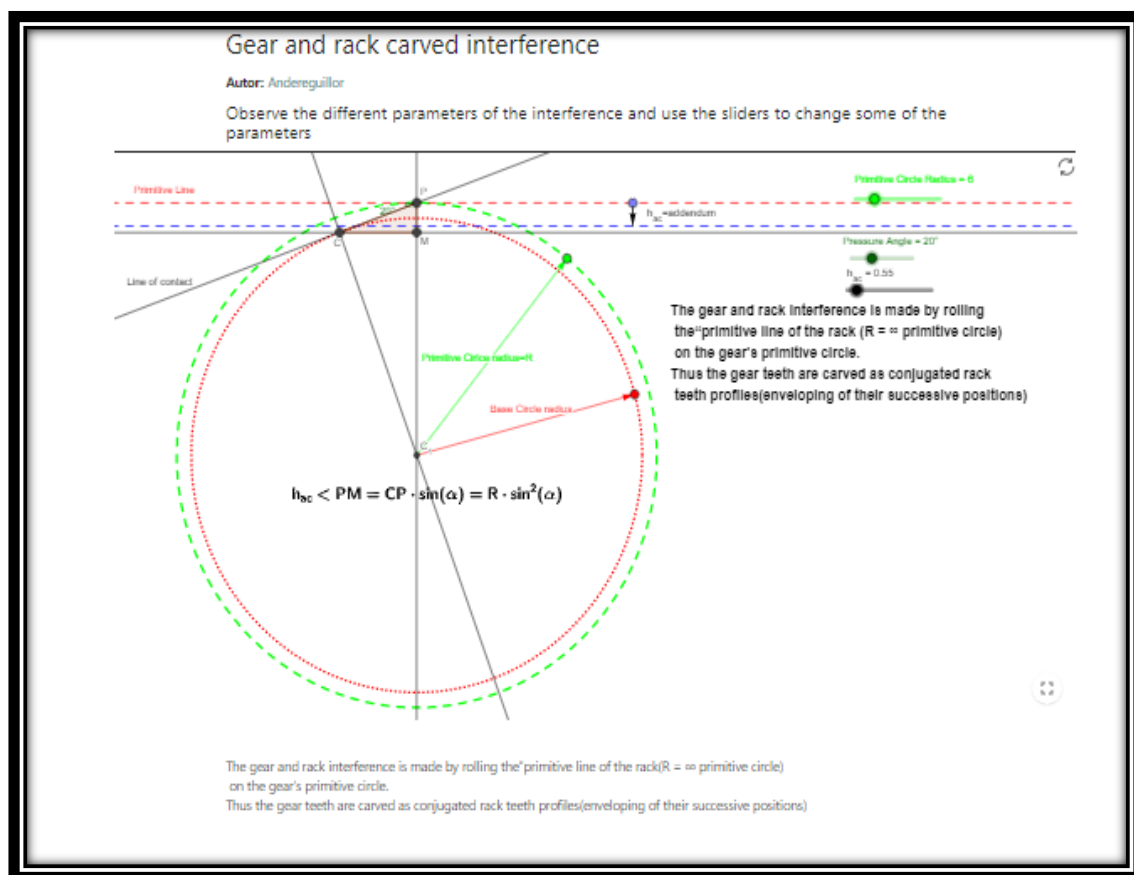 Gear and rack carved interference
Autor: Andereguillor
Observe the different parameters of the interference and use the sliders to change some of the
parameters
Primitive Line
P
Primitive Circle Radius = 6
20°
h_ac=addendum
C
M
Pressure Angle = 20°
h_ac = 0.55
Line of contact
The gear and rack interference is made by rolling
the"primitive line of the rack (R = ∞ primitive circle)
on the gear's primitive circle.
Thus the gear teeth are carved as conjugated rack
teeth profiles(enveloping of their successive positions)
Primitive Cirlce radius=R
Base Circle radius
h_ac < PM = CP · sin(α) = R · sin²(α)
The gear and rack interference is made by rolling the"primitive line of the rack(R = ∞ primitive circle)
on the gear's primitive circle.
Thus the gear teeth are carved as conjugated rack teeth profiles(enveloping of their successive positions)